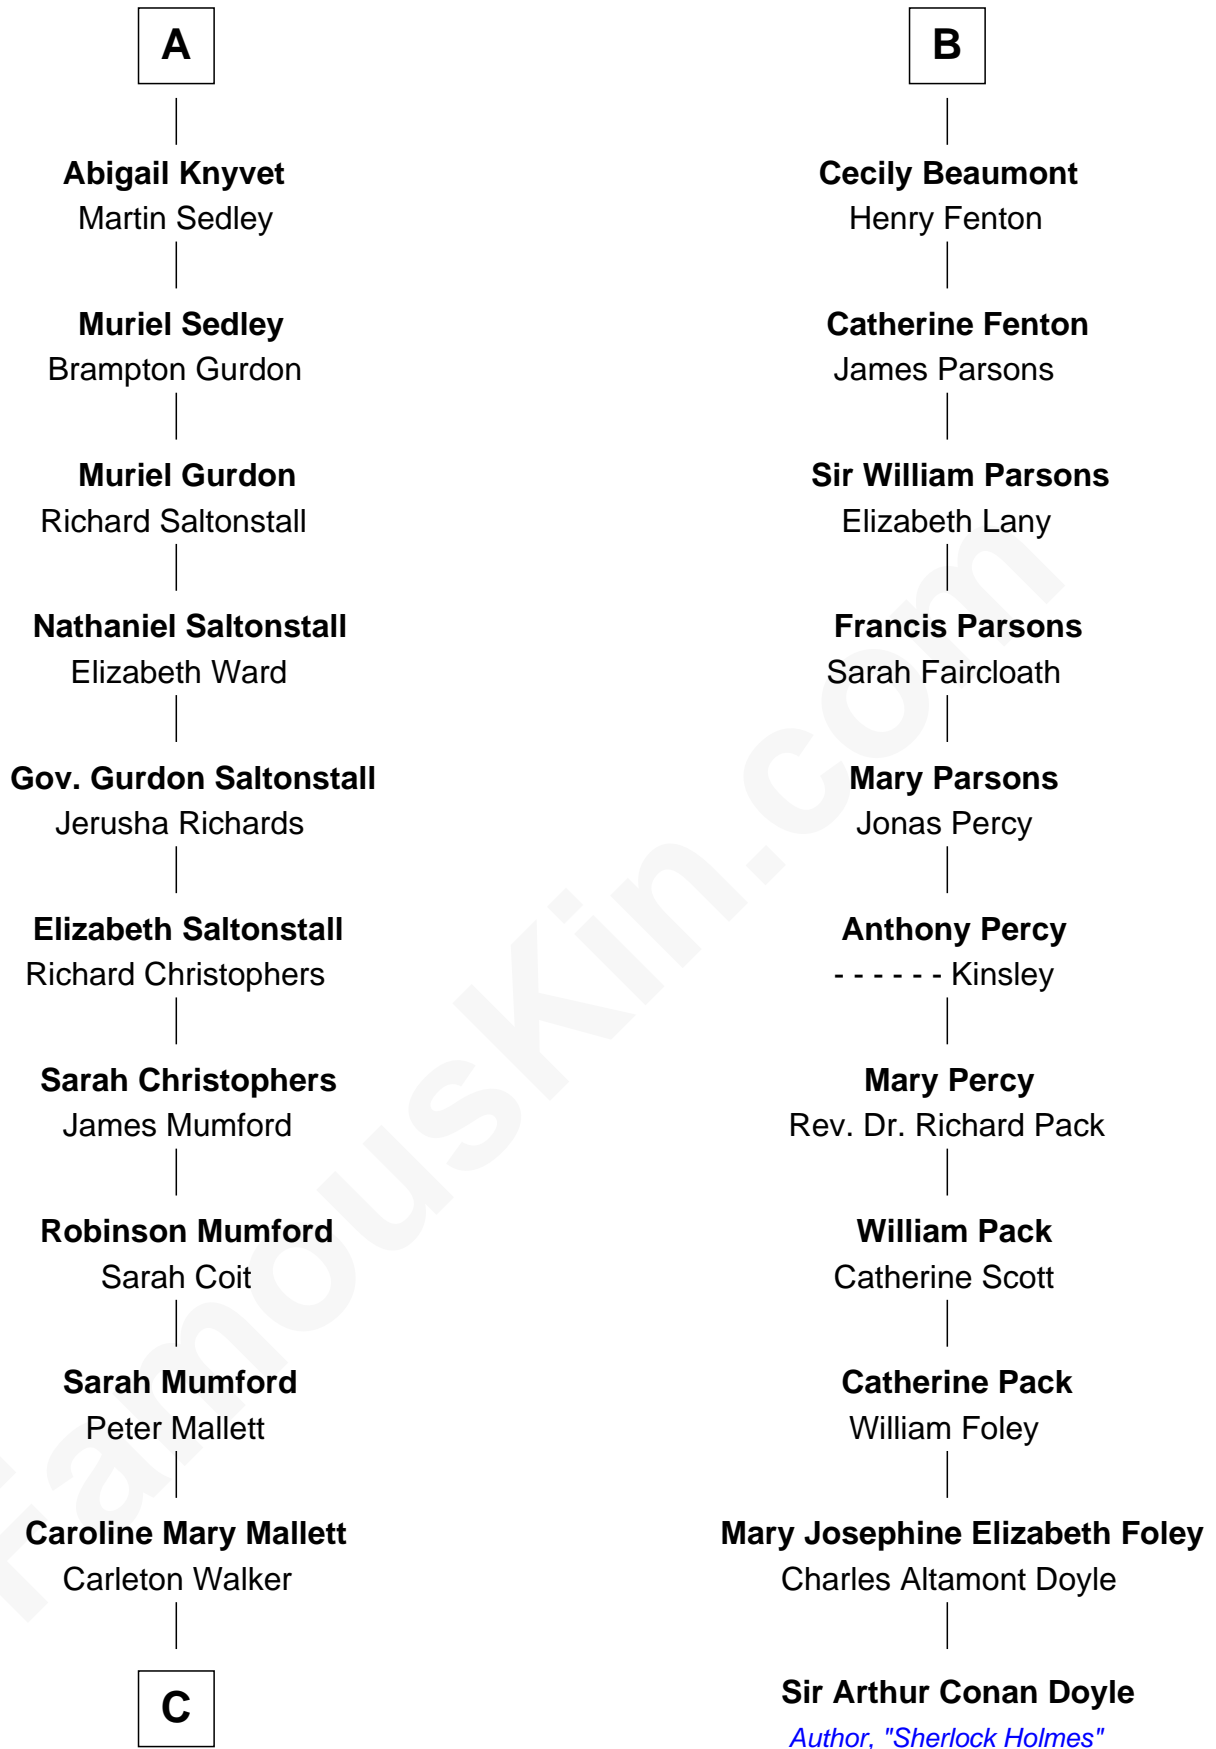 A
Abigail Knyvet
Martin Sedley
Muriel Sedley
Brampton Gurdon
Muriel Gurdon
Richard Saltonstall
Nathaniel Saltonstall
Elizabeth Ward
Gov. Gurdon Saltonstall
Jerusha Richards
Elizabeth Saltonstall
Richard Christophers
Sarah Christophers
James Mumford
Robinson Mumford
Sarah Coit
Sarah Mumford
Peter Mallett
Caroline Mary Mallett
Carleton Walker
C
B
Cecily Beaumont
Henry Fenton
Catherine Fenton
James Parsons
Sir William Parsons
Elizabeth Lany
Francis Parsons
Sarah Faircloath
Mary Parsons
Jonas Percy
Anthony Percy
- - - - - - Kinsley
Mary Percy
Rev. Dr. Richard Pack
William Pack
Catherine Scott
Catherine Pack
William Foley
Mary Josephine Elizabeth Foley
Charles Altamont Doyle
Sir Arthur Conan Doyle
Author, "Sherlock Holmes"
FamousKin.com